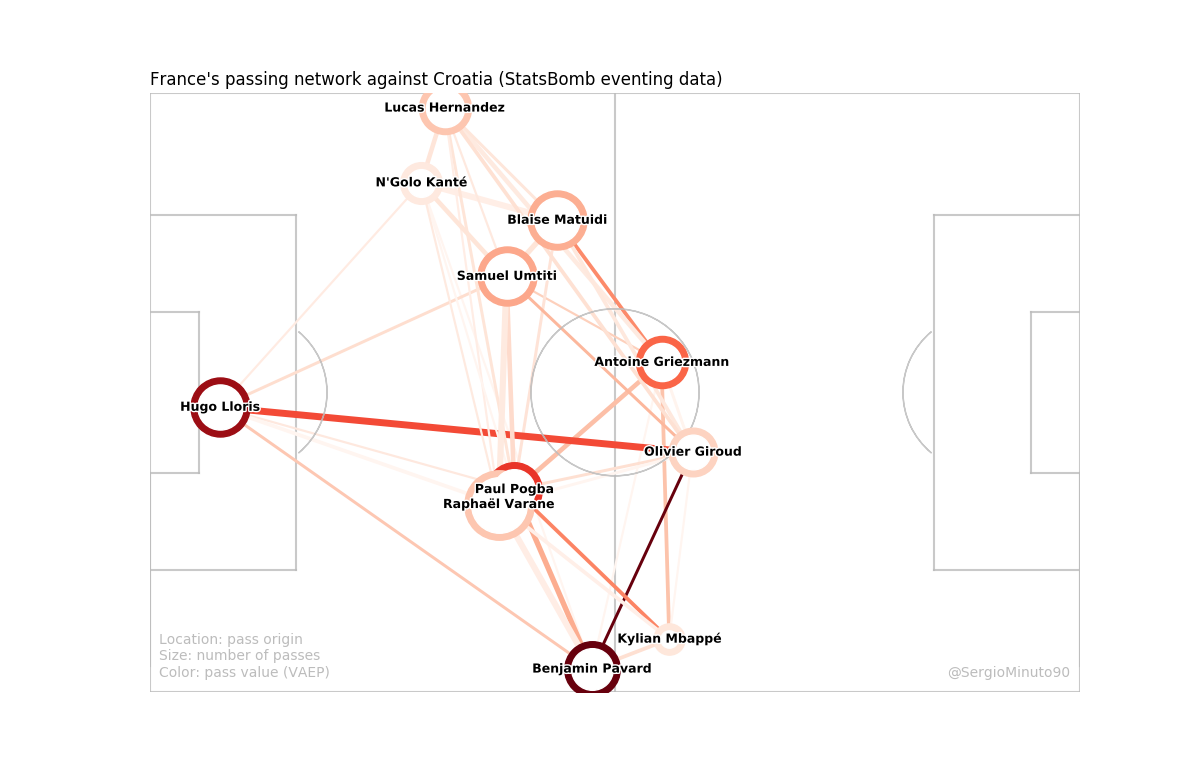 France's passing network against Croatia (StatsBomb eventing data)
Lucas Hernandez
N'Golo Kanté
Blaise Matuidi
Samuel Umtiti
Antoine Griezmann
Hugo Lloris
Olivier Giroud
Paul Pogba
Raphaël Varane
Kylian Mbappé
Benjamin Pavard
Location: pass origin
Size: number of passes
Color: pass value (VAEP)
@SergioMinuto90